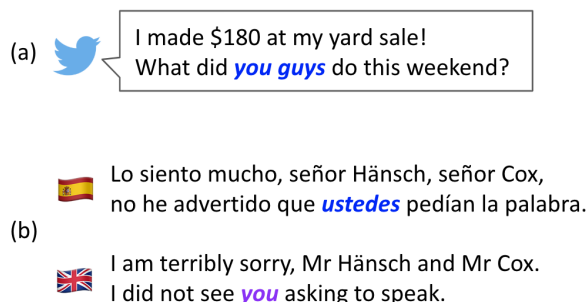 (a)
I made $180 at my yard sale!
What did you guys do this weekend?
(b)
Lo siento mucho, señor Hänsch, señor Cox,
no he advertido que ustedes pedían la palabra.
I am terribly sorry, Mr Hänsch and Mr Cox.
I did not see you asking to speak.